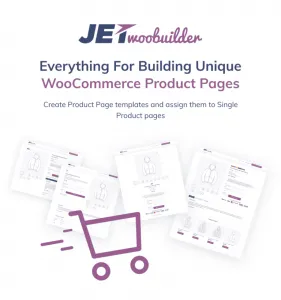 JETwoobuilder
Everything For Building Unique
WooCommerce Product Pages
Create Product Page templates and assign them to Single
Product pages